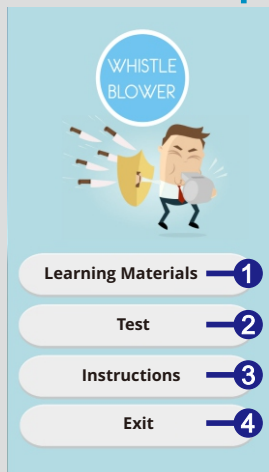 WHISTLE
BLOWER
Learning Materials 1
Test 2
Instructions 3
Exit 4